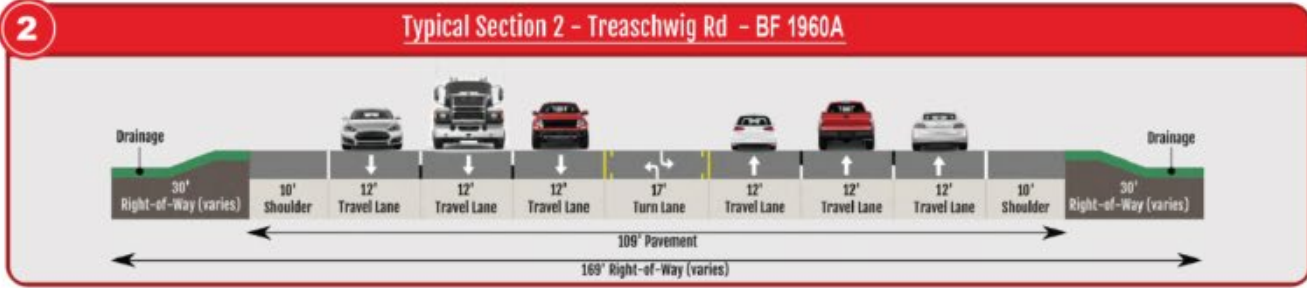 2
Typical Section 2 - Treaschwig Rd - BF 1960A
Drainage
Drainage
30'
Right-of-Way (varies)
10'
Shoulder
12'
Travel Lane
12'
Travel Lane
12'
Travel Lane
17'
Turn Lane
12'
Travel Lane
12'
Travel Lane
12'
Travel Lane
10'
Shoulder
30'
Right-of-Way (varies)
109' Pavement
169' Right-of-Way (varies)